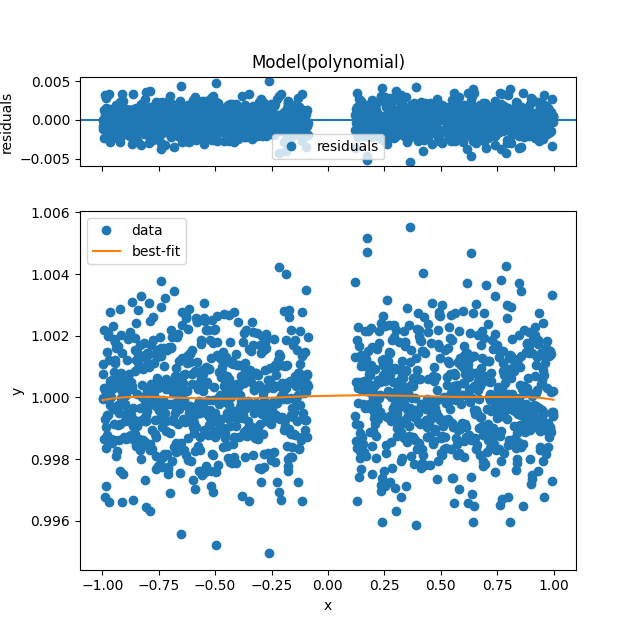 Model(polynomial)
0.005
0.000
−0.005
residuals
residuals
1.006
1.004
1.002
1.000
0.998
0.996
y
data
best-fit
−1.00 −0.75 −0.50 −0.25 0.00 0.25 0.50 0.75 1.00
x